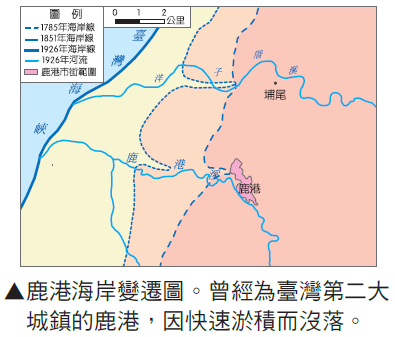 圖例
1785年海岸線
1851年海岸線
1926年海岸線
1926年河流
鹿港市街範圍
0 1 2 公里
臺灣海峽
洋子厝溪
埔尾
鹿港溪
鹿港
▲鹿港海岸變遷圖。曾經為臺灣第二大
城鎮的鹿港，因快速淤積而沒落。